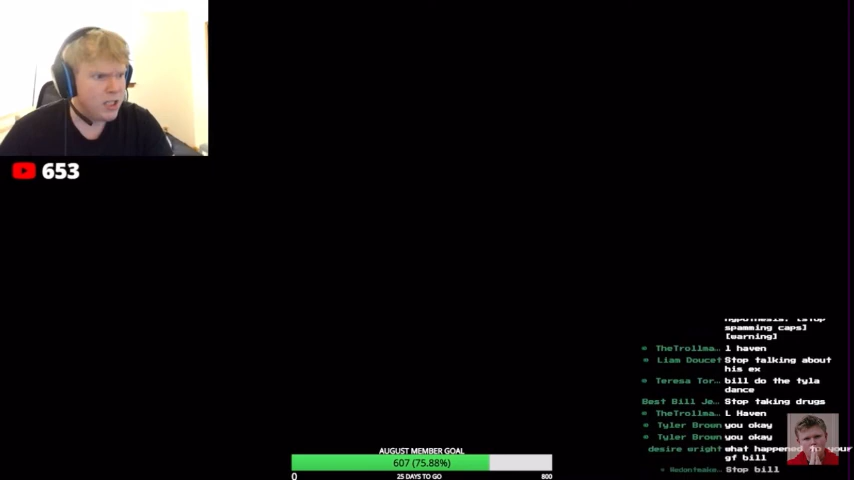 653
spamming caps]
[warning]
TheTrollma… l haven
Liam Doucet Stop talking about
his ex
Teresa Tor… bill do the tyla
dance
Best Bill Je… Stop taking drugs
TheTrollma… L Haven
Tyler Brown you okay
Tyler Brown you okay
desire wright what happened to your
gf bill
Stop bill
AUGUST MEMBER GOAL
607 (75.88%)
0 25 DAYS TO GO 800